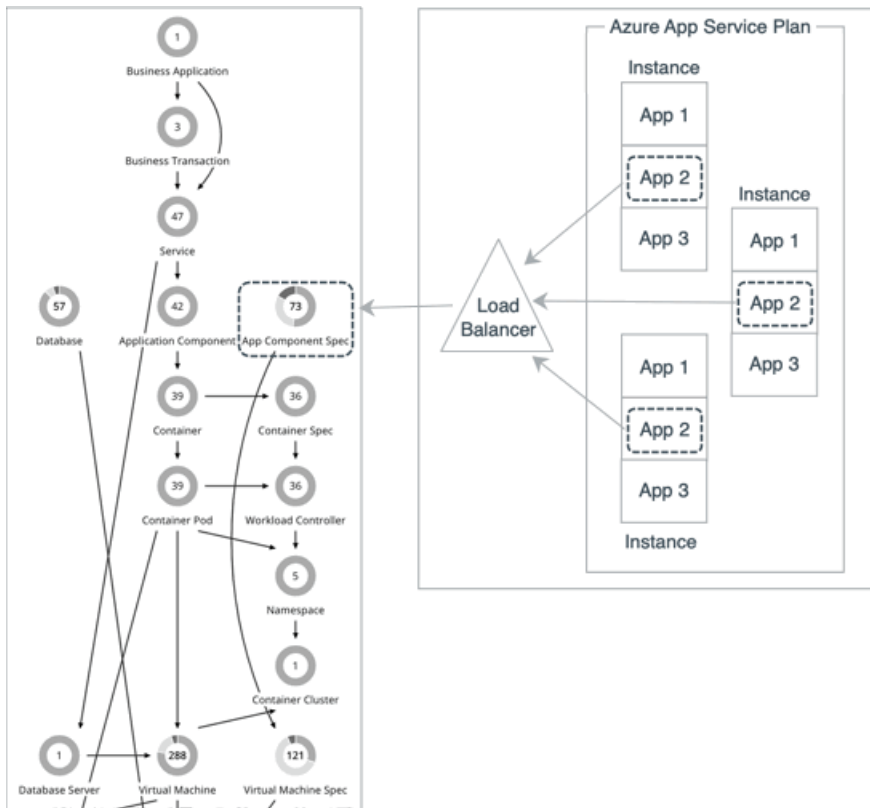 1
Business Application
3
Business Transaction
47
Service
57
Database
42
Application Component
73
App Component Spec
39
Container
36
Container Spec
39
Container Pod
36
Workload Controller
5
Namespace
1
Container Cluster
1
Database Server
288
Virtual Machine
121
Virtual Machine Spec
Azure App Service Plan
Instance
App 1
App 2
App 3
Instance
App 1
App 2
App 3
Load
Balancer
App 1
App 2
App 3
Instance